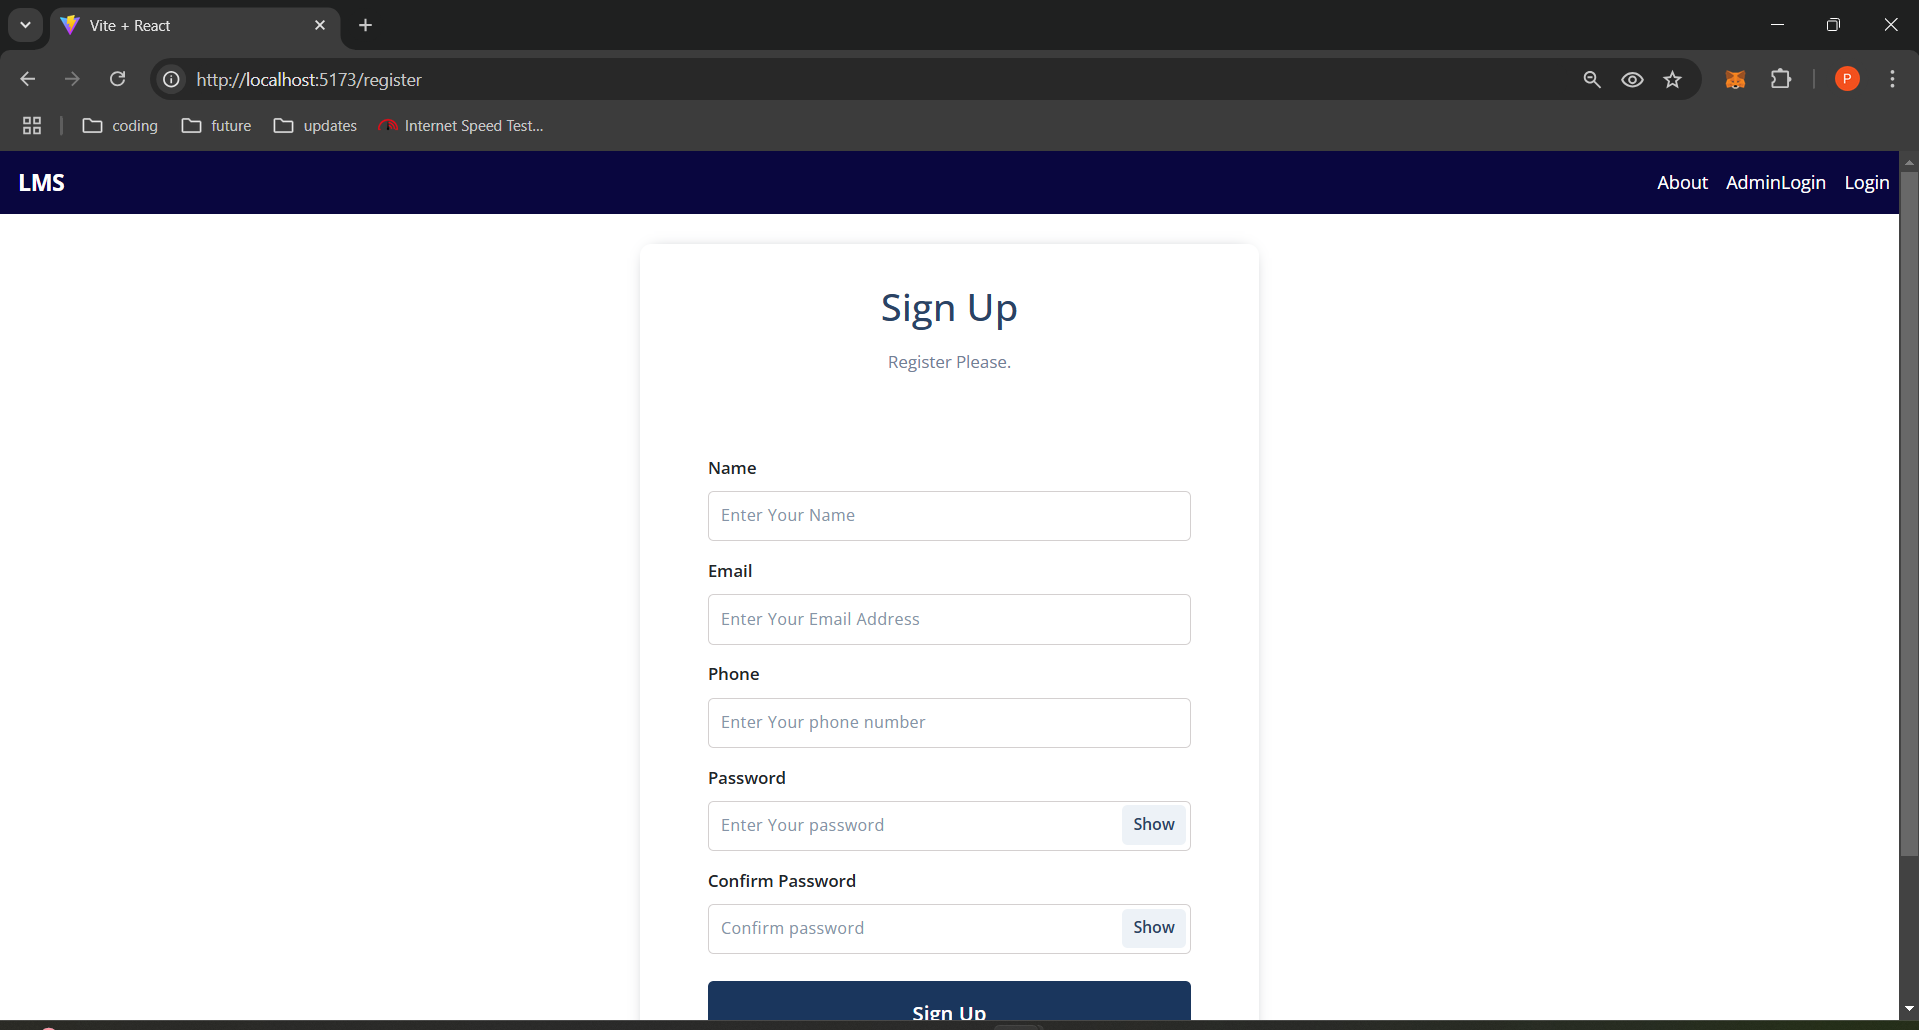 Vite + React
http://localhost:5173/register
P
coding
future
updates
Internet Speed Test...
LMS
About AdminLogin Login
Sign Up
Register Please.
Name
Enter Your Name
Email
Enter Your Email Address
Phone
Enter Your phone number
Password
Enter Your password
Show
Confirm Password
Confirm password
Show
Sign Up